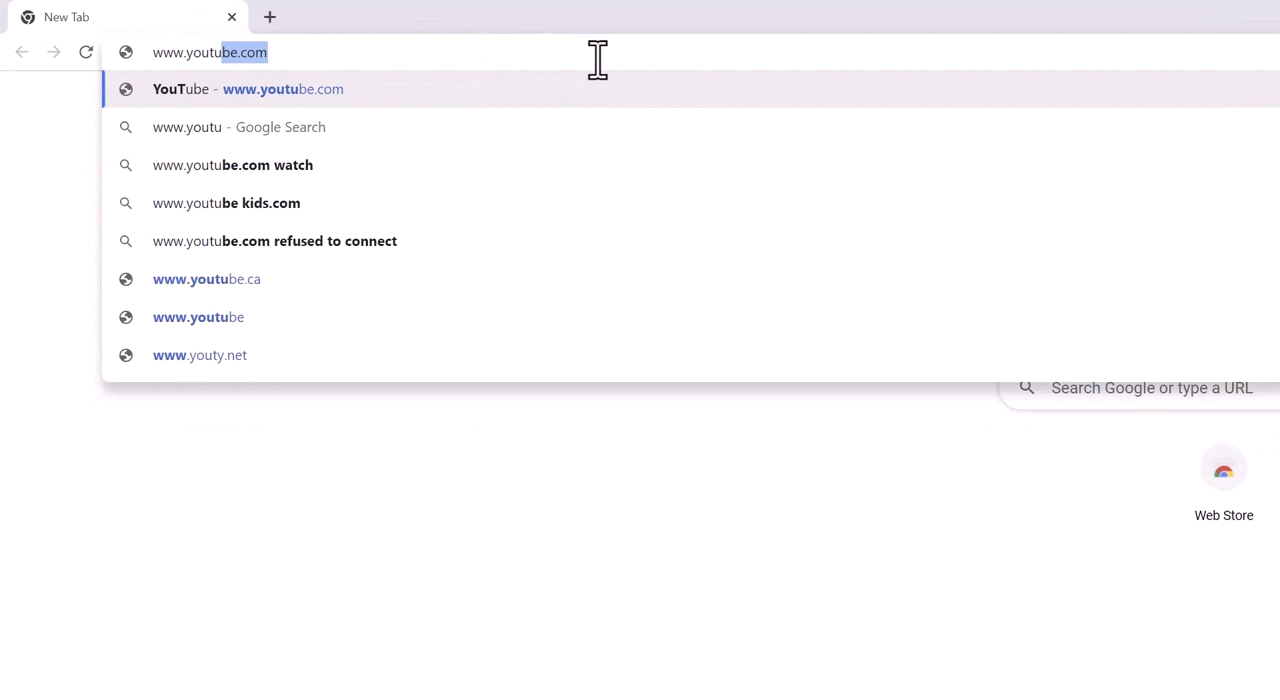 New Tab
www.youtube.com
YouTube - www.youtube.com
www.youtu - Google Search
www.youtube.com watch
www.youtube kids.com
www.youtube.com refused to connect
www.youtube.ca
www.youtube
www.youty.net
Search Google or type a URL
Web Store